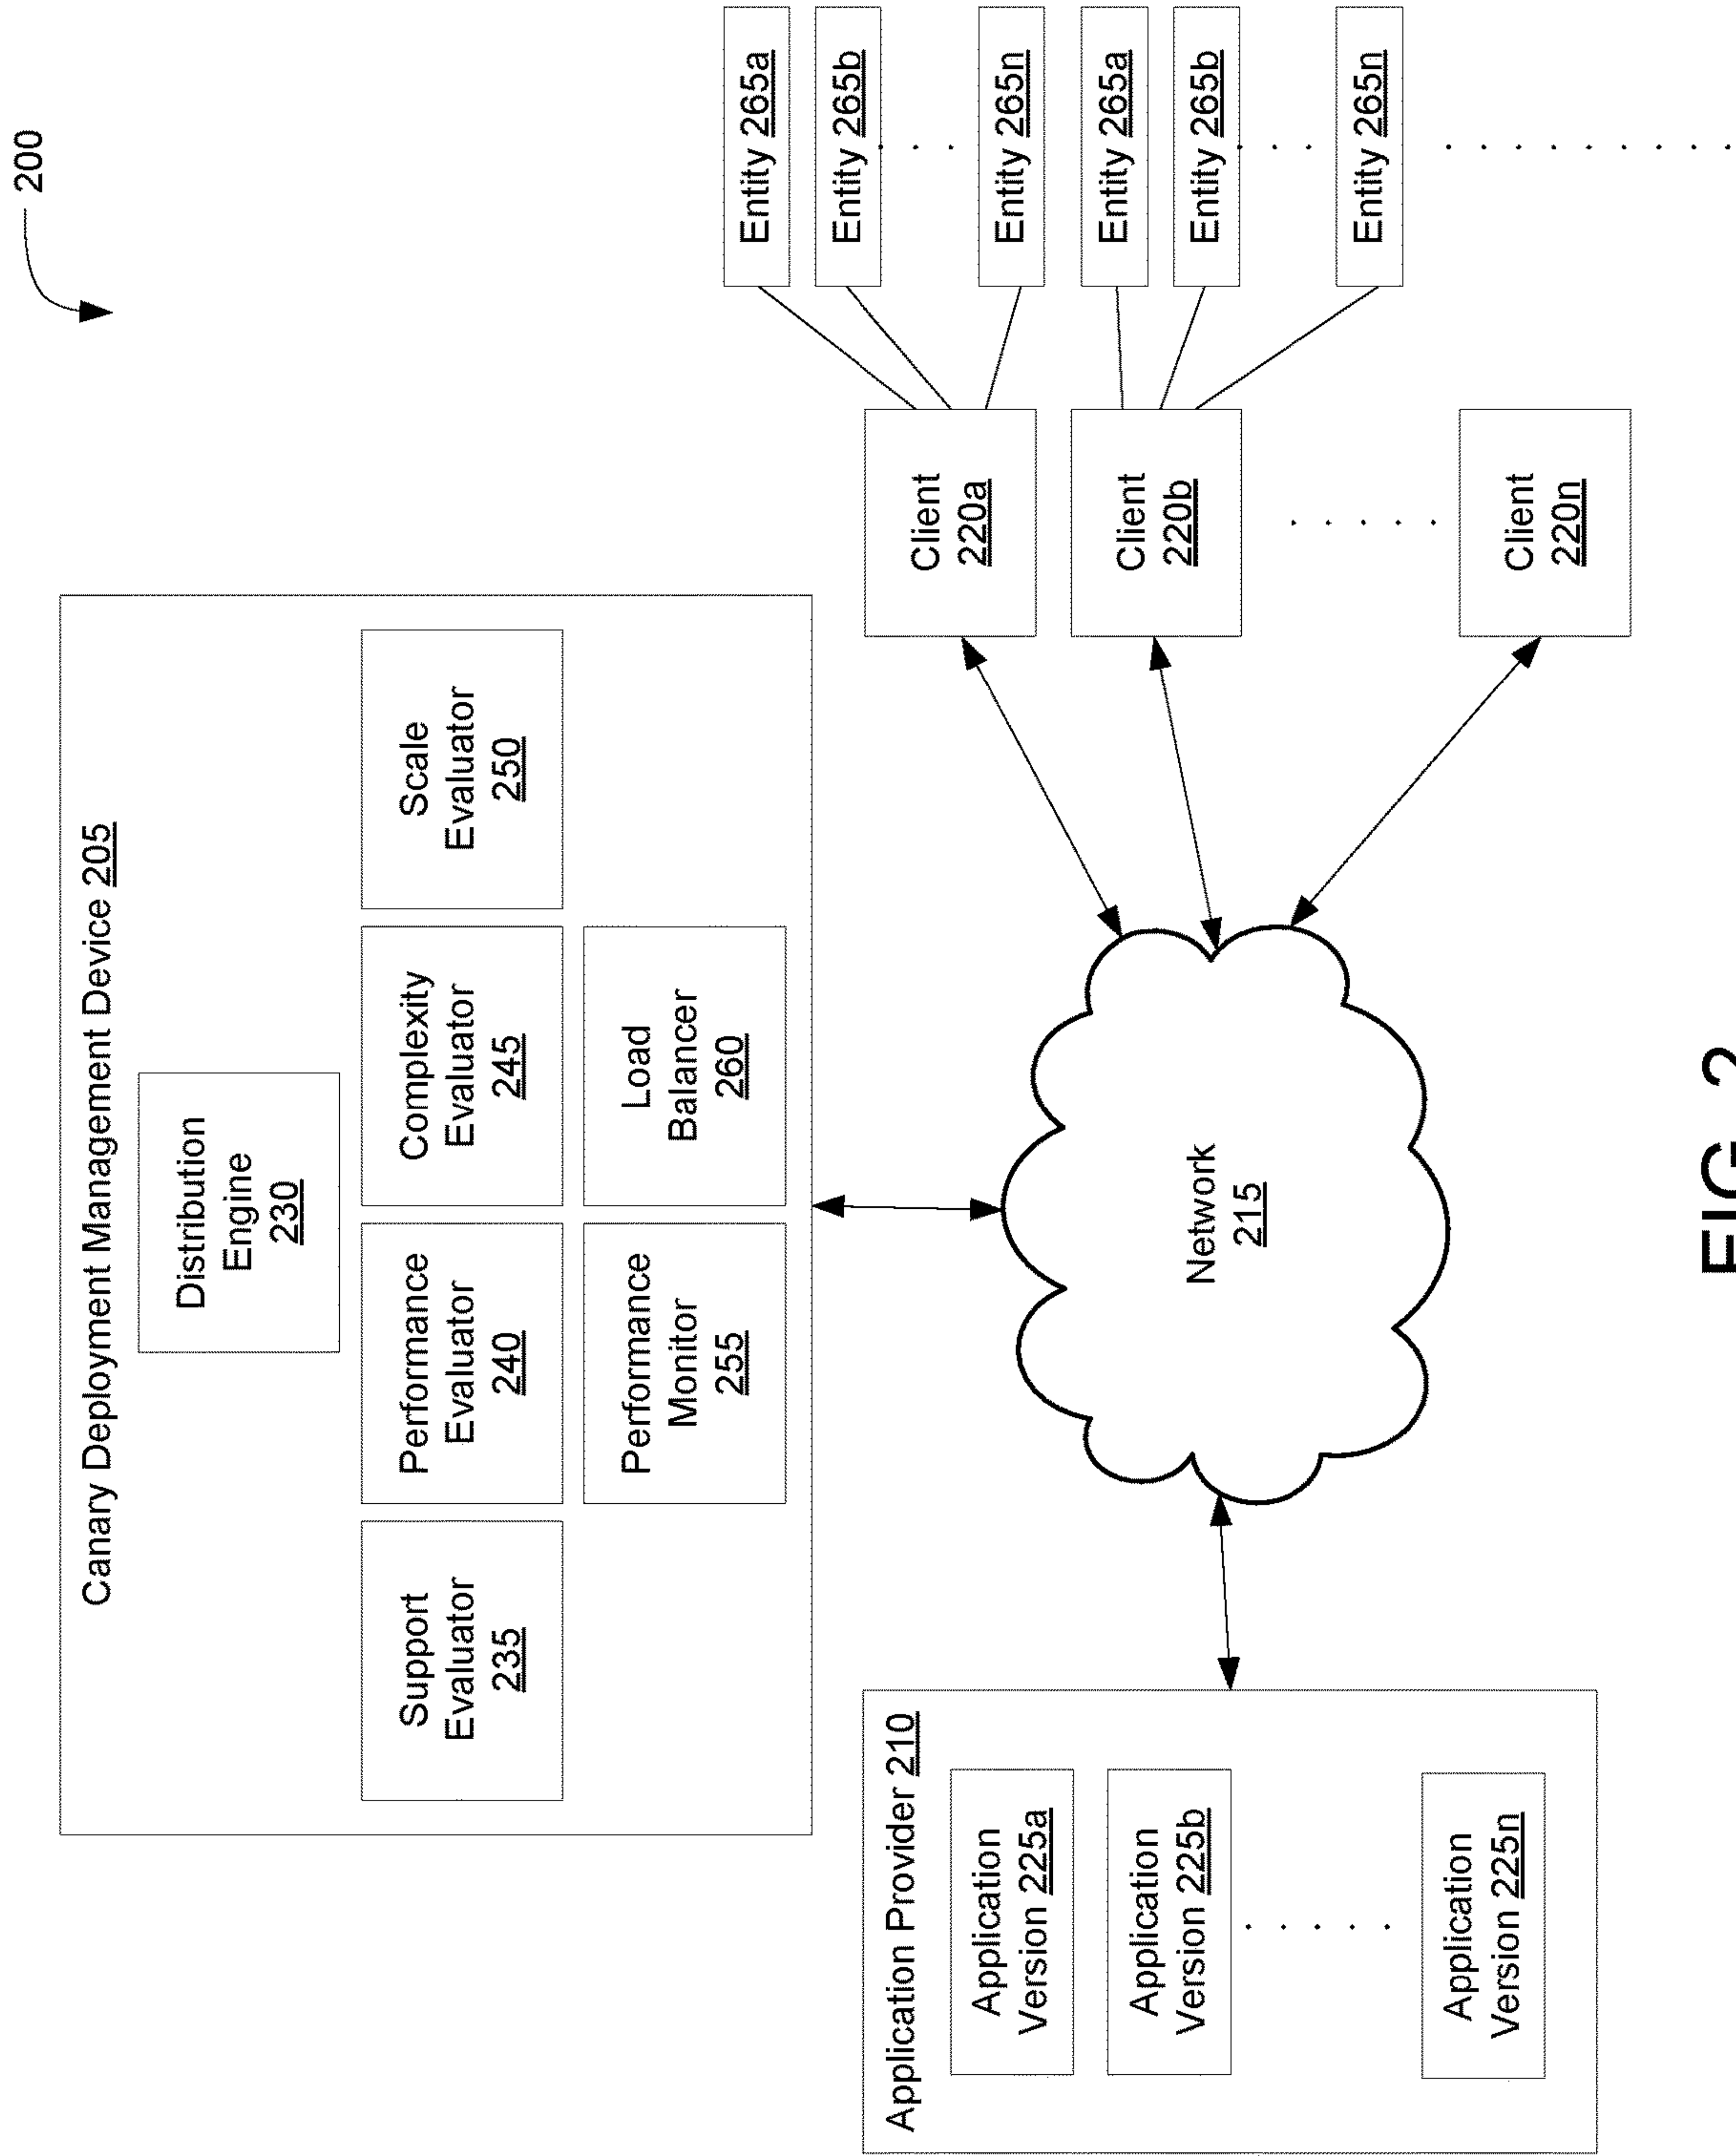 200
Canary Deployment Management Device 205
Distribution
Engine
230
Support
Evaluator
235
Performance
Evaluator
240
Complexity
Evaluator
245
Scale
Evaluator
250
Performance
Monitor
255
Load
Balancer
260
Application Provider 210
Application
Version 225a
Application
Version 225b
Application
Version 225n
Network
215
Client
220a
Client
220b
Client
220n
Entity 265a
Entity 265b
Entity 265n
Entity 265a
Entity 265b
Entity 265n
FIG. 2